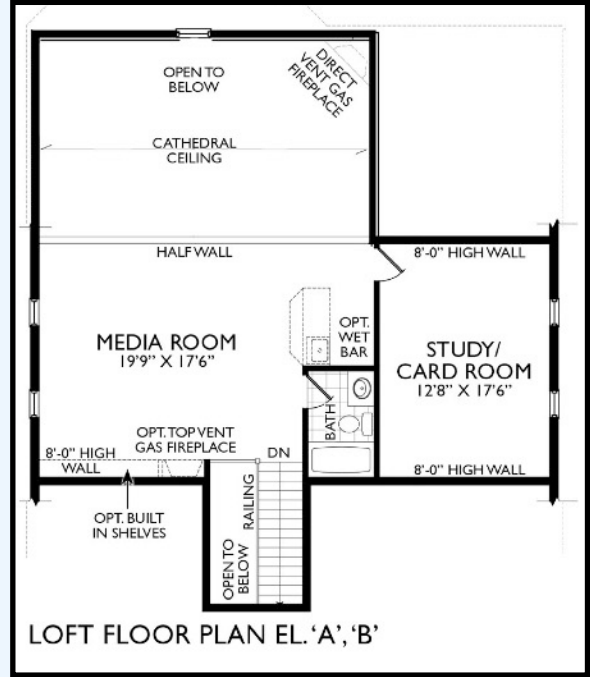 OPEN TO
BELOW
DIRECT
VENT GAS
FIREPLACE
CATHEDRAL
CEILING
HALF WALL
8'-0" HIGH WALL
MEDIA ROOM
19'9" X 17'6"
OPT.
WET
BAR
STUDY/
CARD ROOM
12'8" X 17'6"
BATH
OPT. TOP VENT
GAS FIREPLACE
8'-0" HIGH
WALL
DN
8'-0" HIGH WALL
OPT. BUILT
IN SHELVES
RAILING
OPEN TO
BELOW
LOFT FLOOR PLAN EL. 'A', 'B'